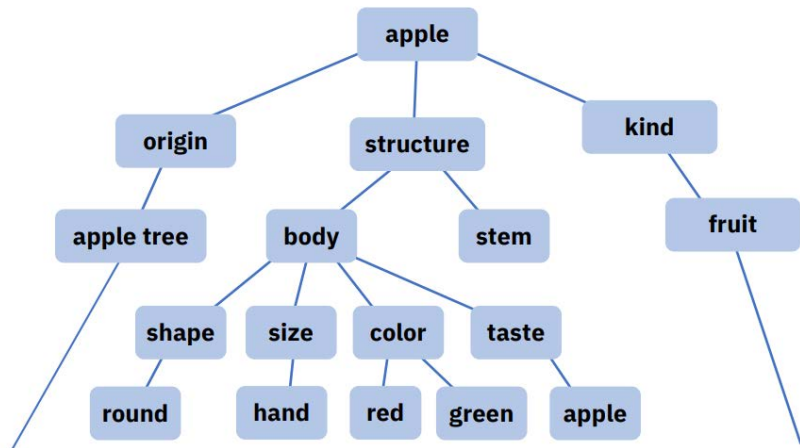 apple
origin
structure
kind
apple tree
body
stem
fruit
shape
size
color
taste
round
hand
red
green
apple